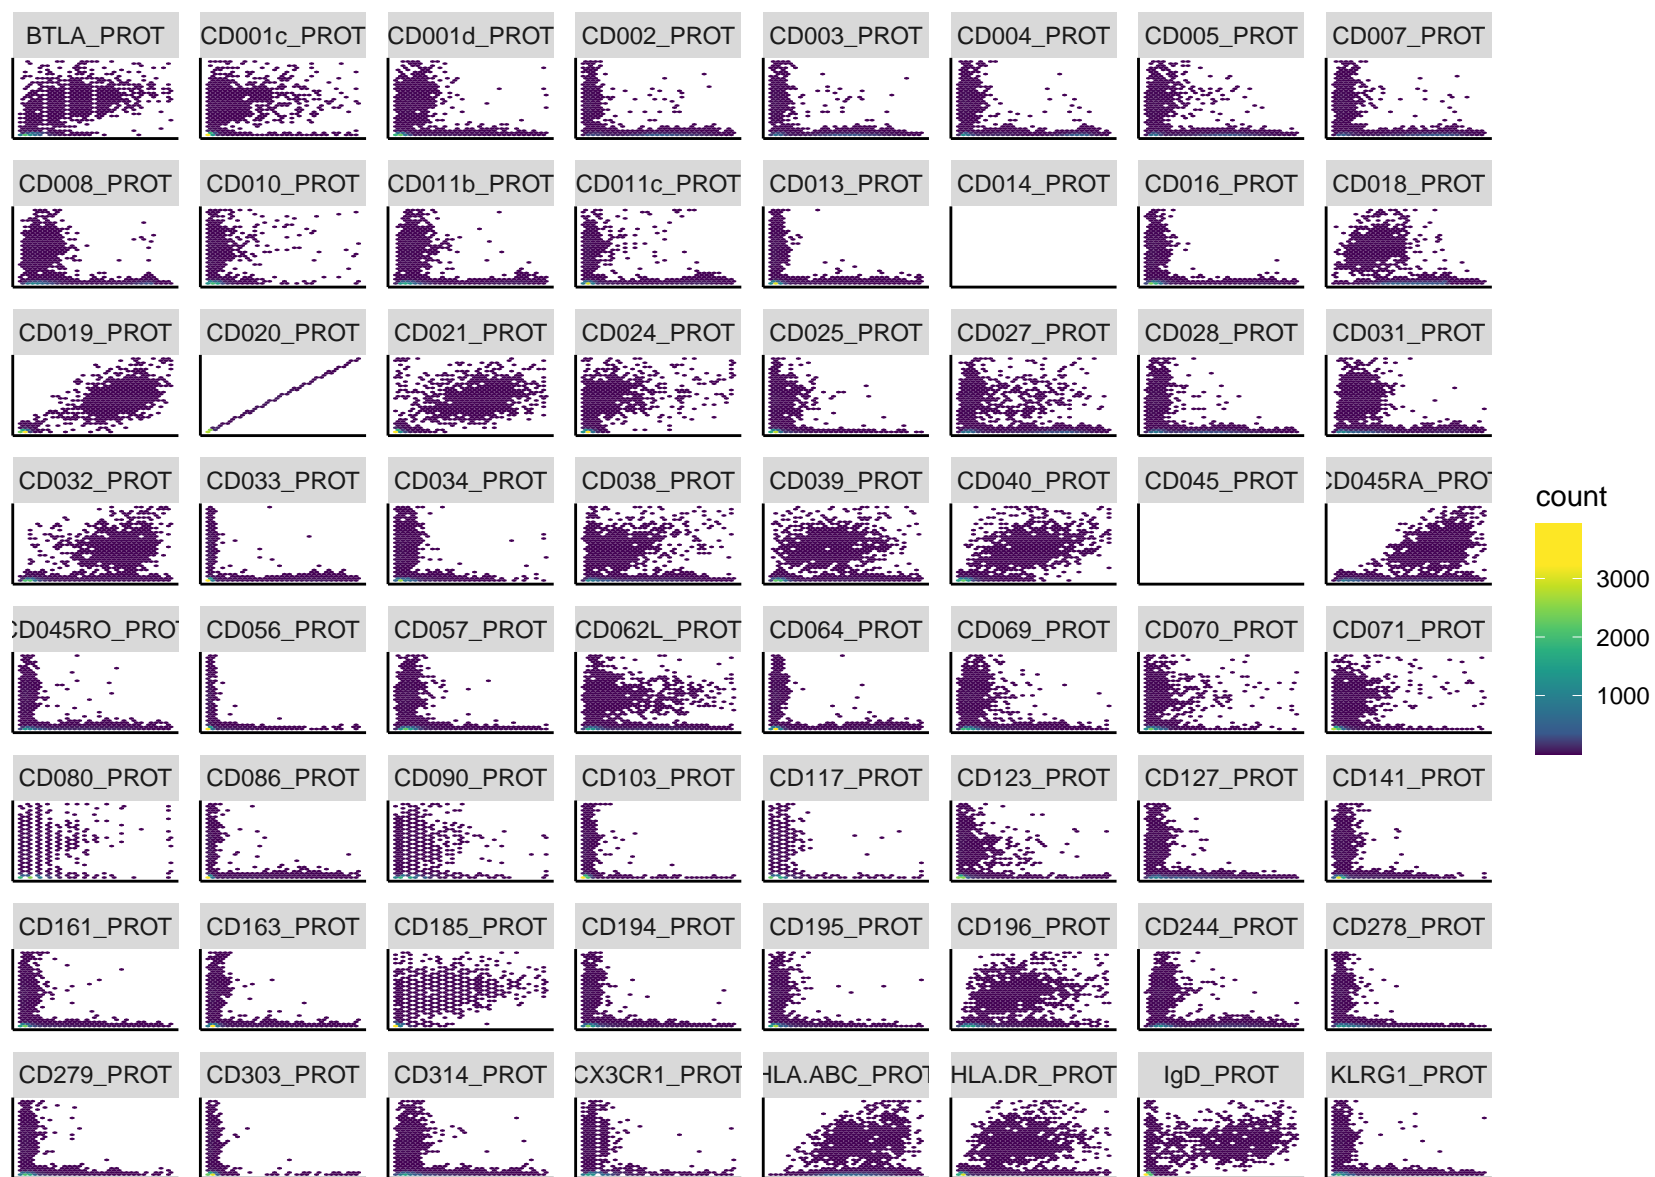 BTLA_PROT CD001c_PROT CD001d_PROT CD002_PROT CD003_PROT CD004_PROT CD005_PROT CD007_PROT
CD008_PROT CD010_PROT CD011b_PROT CD011c_PROT CD013_PROT CD014_PROT CD016_PROT CD018_PROT
CD019_PROT CD020_PROT CD021_PROT CD024_PROT CD025_PROT CD027_PROT CD028_PROT CD031_PROT
CD032_PROT CD033_PROT CD034_PROT CD038_PROT CD039_PROT CD040_PROT CD045_PROT CD045RA_PROT
CD045RO_PROT CD056_PROT CD057_PROT CD062L_PROT CD064_PROT CD069_PROT CD070_PROT CD071_PROT
CD080_PROT CD086_PROT CD090_PROT CD103_PROT CD117_PROT CD123_PROT CD127_PROT CD141_PROT
CD161_PROT CD163_PROT CD185_PROT CD194_PROT CD195_PROT CD196_PROT CD244_PROT CD278_PROT
CD279_PROT CD303_PROT CD314_PROT CX3CR1_PROT HLA.ABC_PROT HLA.DR_PROT IgD_PROT KLRG1_PROT
count
3000
2000
1000